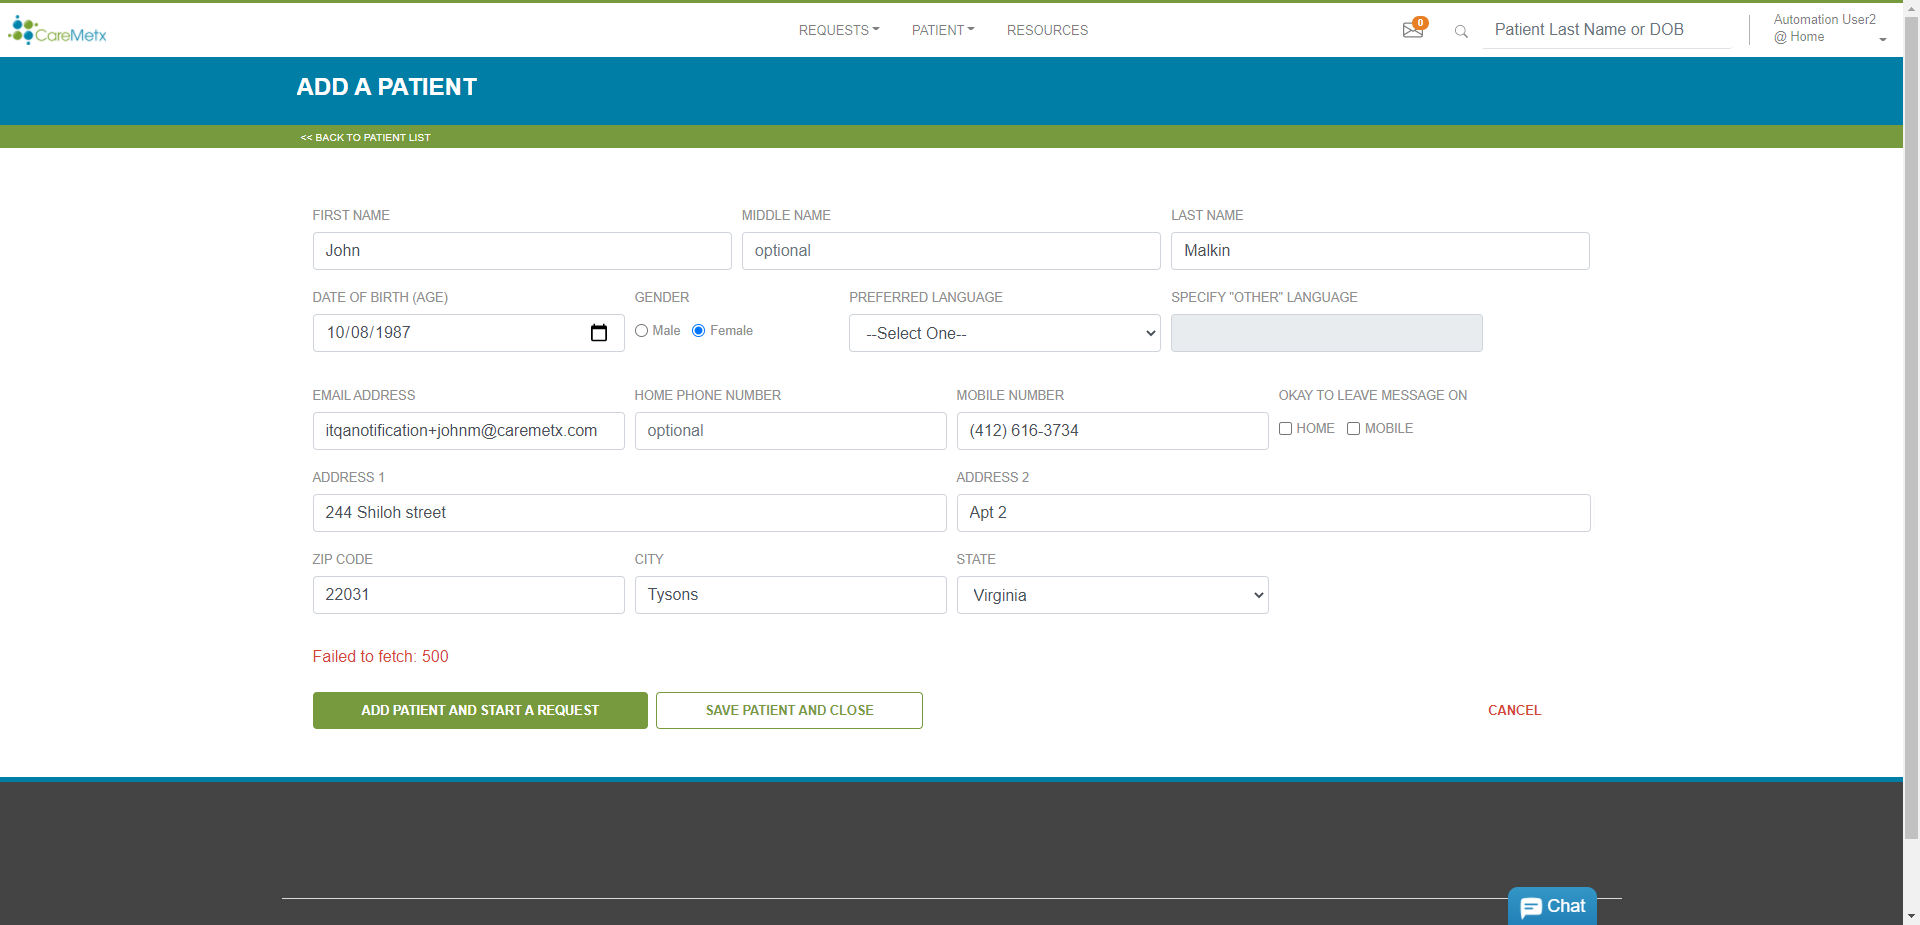 CareMetx
REQUESTS PATIENT RESOURCES 0 Patient Last Name or DOB Automation User2
@ Home
ADD A PATIENT
<< BACK TO PATIENT LIST
FIRST NAME MIDDLE NAME LAST NAME
John optional Malkin
DATE OF BIRTH (AGE) GENDER PREFERRED LANGUAGE SPECIFY "OTHER" LANGUAGE
10/08/1987 Male Female --Select One--
EMAIL ADDRESS HOME PHONE NUMBER MOBILE NUMBER OKAY TO LEAVE MESSAGE ON
itqanotification+johnm@caremetx.com optional (412) 616-3734 HOME MOBILE
ADDRESS 1 ADDRESS 2
244 Shiloh street Apt 2
ZIP CODE CITY STATE
22031 Tysons Virginia
Failed to fetch: 500
ADD PATIENT AND START A REQUEST SAVE PATIENT AND CLOSE CANCEL
Chat